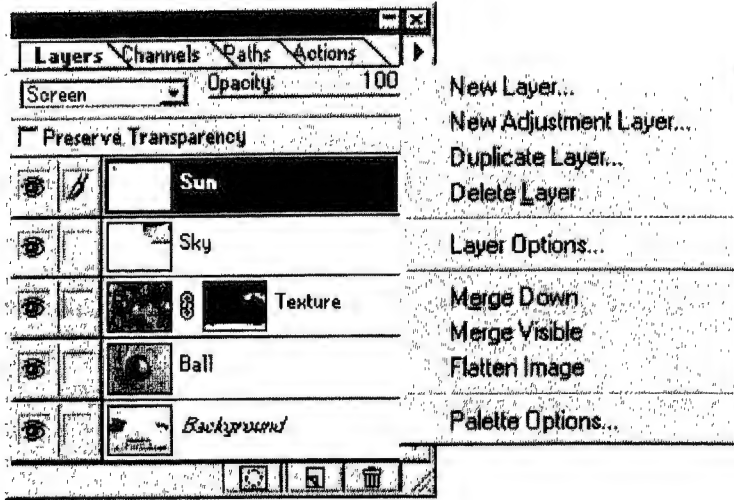 Layers Channels Paths Actions
Screen Opacity: 100
Preserve Transparency
Sun
Sky
Texture
Ball
Background
New Layer...
New Adjustment Layer...
Duplicate Layer...
Delete Layer
Layer Options...
Merge Down
Merge Visible
Flatten Image
Palette Options...